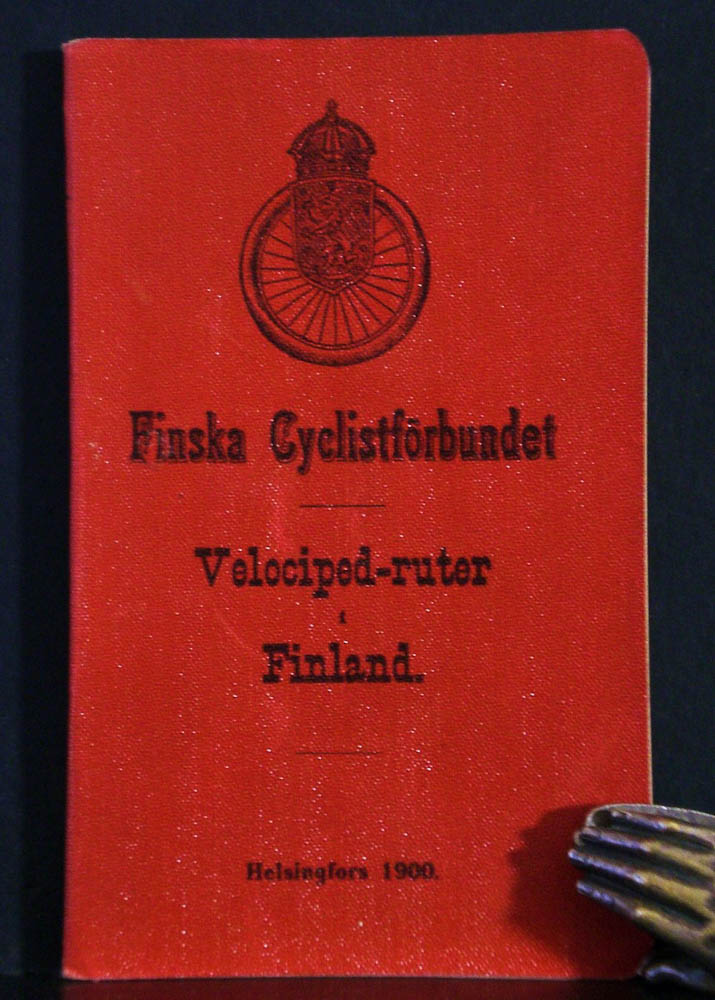 Finska Cyclistförbundet
Velociped-ruter
i
Finland.
Helsingfors 1900.